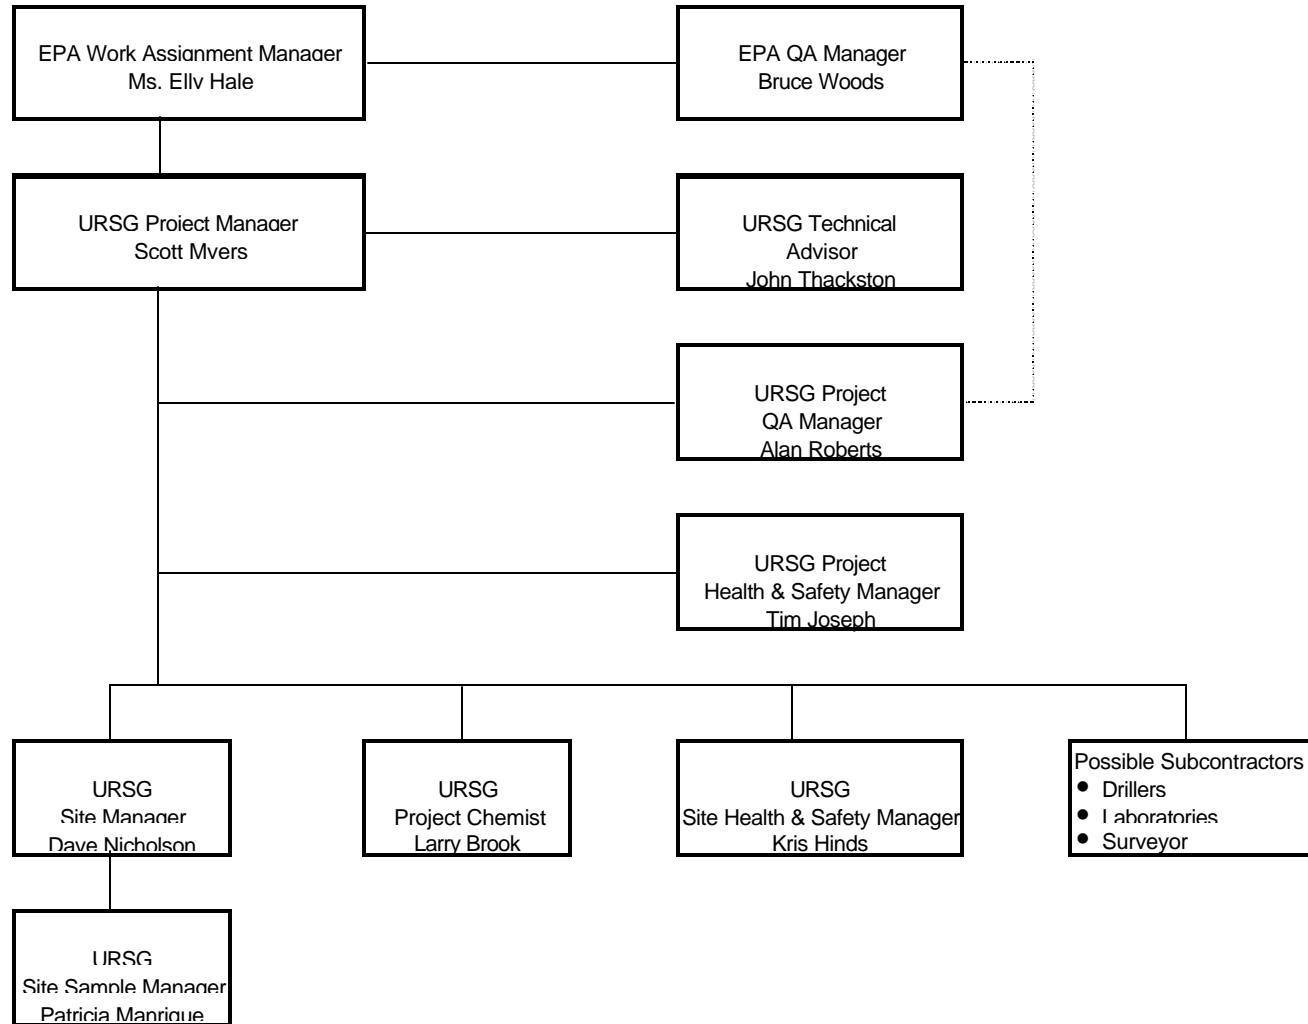 EPA Work Assignment Manager
Ms. Elly Hale
EPA QA Manager
Bruce Woods
URSG Project Manager
Scott Myers
URSG Technical
Advisor
John Thackston
URSG Project
QA Manager
Alan Roberts
URSG Project
Health & Safety Manager
Tim Joseph
URSG
Site Manager
Dave Nicholson
URSG
Project Chemist
Larry Brook
URSG
Site Health & Safety Manager
Kris Hinds
Possible Subcontractors
• Drillers
• Laboratories
• Surveyor
URSG
Site Sample Manager
Patricia Manrique